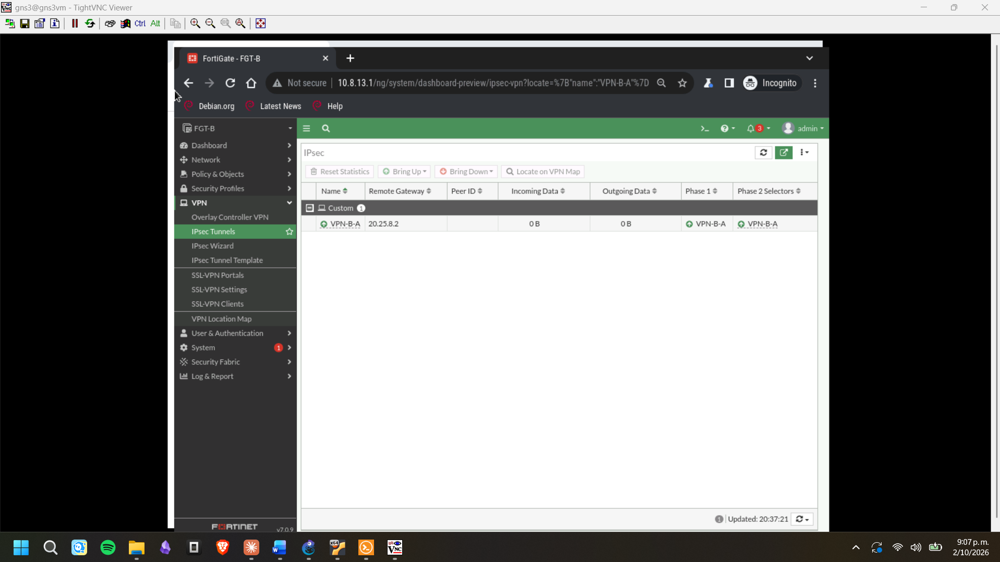 gns3@gns3vm - TightVNC Viewer
Ctrl Alt
FortiGate - FGT-B
Not secure 10.8.13.1/ng/system/dashboard-preview/ipsec-vpn?locate=%7B"name":"VPN-B-A"%7D Incognito
Debian.org Latest News Help
FGT-B
>_ 3 admin
Dashboard
Network
Policy & Objects
Security Profiles
VPN
Overlay Controller VPN
IPsec Tunnels
IPsec Wizard
IPsec Tunnel Template
SSL-VPN Portals
SSL-VPN Settings
SSL-VPN Clients
VPN Location Map
User & Authentication
System 1
Security Fabric
Log & Report
FORTINET
v7.0.9
IPsec
Reset Statistics Bring Up Bring Down Locate on VPN Map
Name Remote Gateway Peer ID Incoming Data Outgoing Data Phase 1 Phase 2 Selectors
Custom 1
VPN-B-A 20.25.8.2 0 B 0 B VPN-B-A VPN-B-A
1 Updated: 20:37:21
9:07 p.m.
2/10/2026